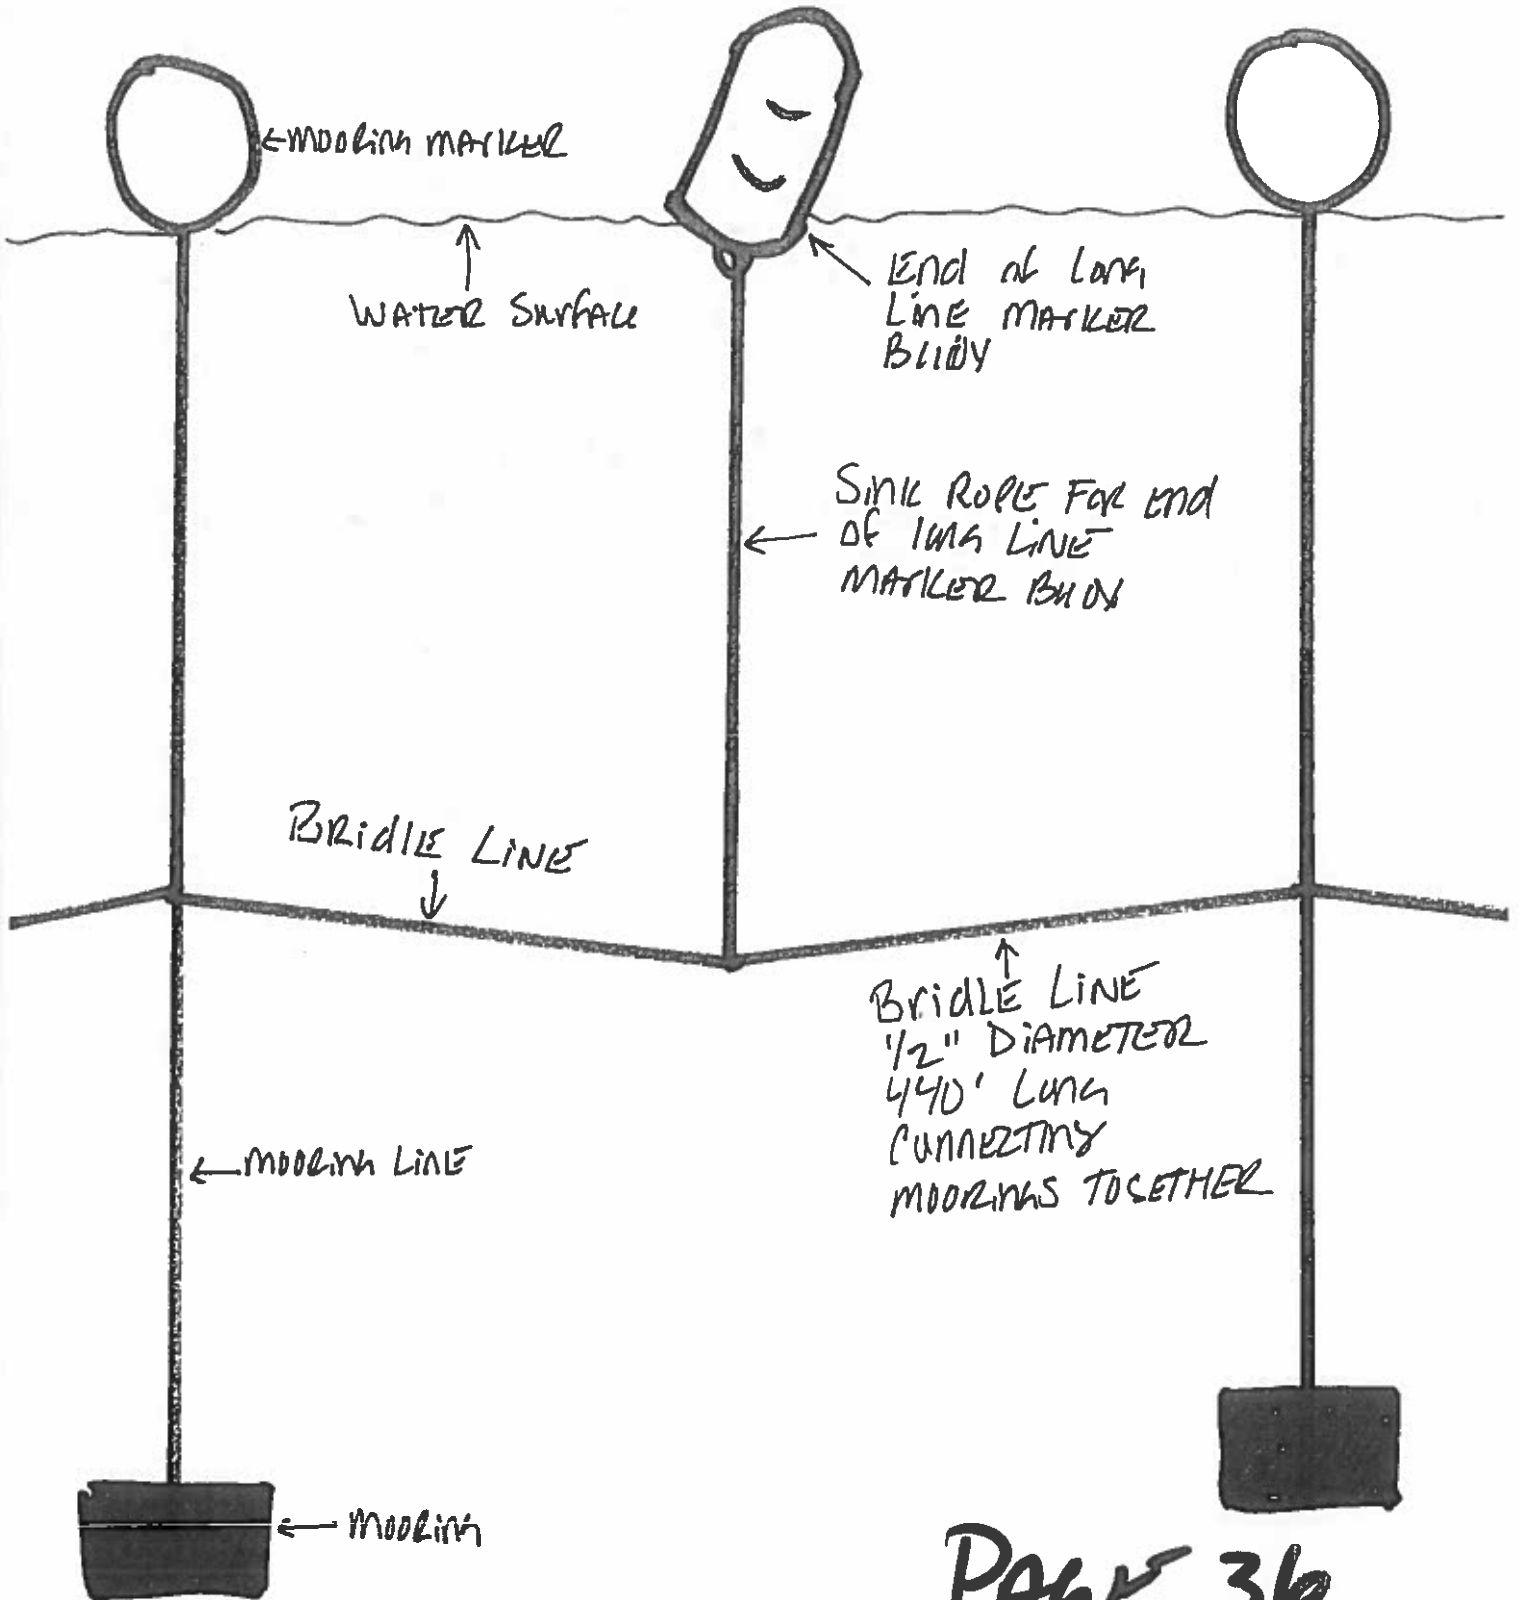 MOORING MARKER
WATER SURFACE
End of Long
LINE MARKER
BUOY
Sink ROPE FOR END
OF long LINE
MARKER BUOY
BRIDLE LINE
BRIDLE LINE
1/2" DIAMETER
440' LONG
CONNECTING
MOORINGS TOGETHER
MOORING LINE
MOORING
PAGE 36